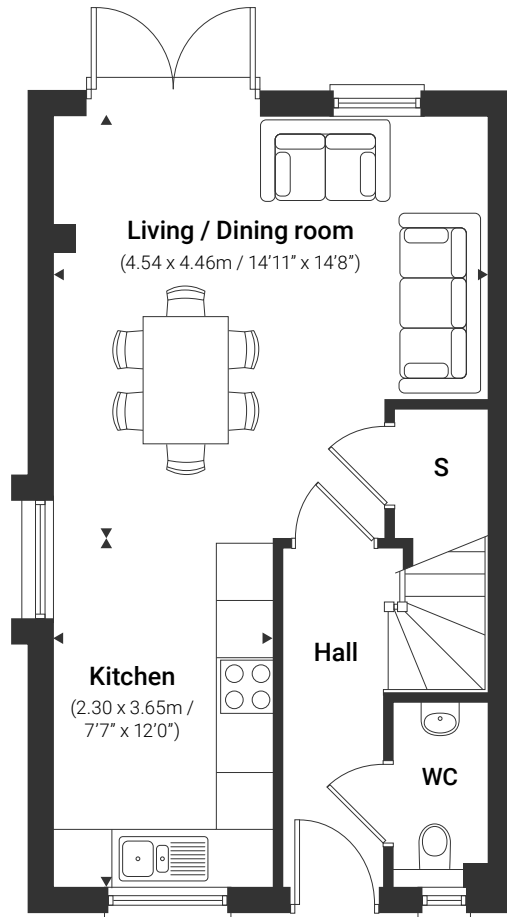 Living / Dining room
(4.54 x 4.46m / 14’11” x 14’8”)
S
Hall
Kitchen
(2.30 x 3.65m /
7’7” x 12’0”)
WC